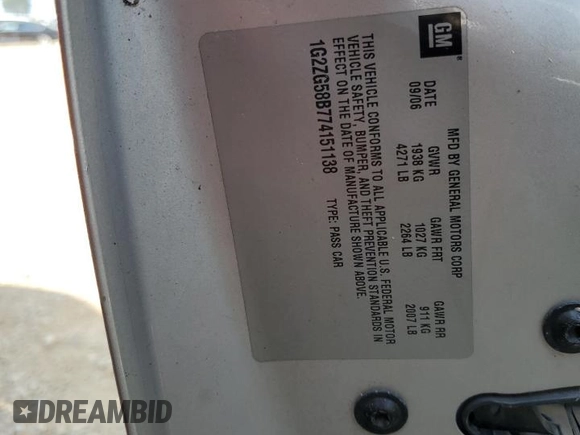 GM
®
MFD BY GENERAL MOTORS CORP
DATE GVWR GAWR FRT GAWR RR
09/06 1938 KG 1027 KG 911 KG
4271 LB 2264 LB 2007 LB
THIS VEHICLE CONFORMS TO ALL APPLICABLE U.S. FEDERAL MOTOR
VEHICLE SAFETY, BUMPER, AND THEFT PREVENTION STANDARDS IN
EFFECT ON THE DATE OF MANUFACTURE SHOWN ABOVE.
1G2ZG58B774151138 TYPE: PASS CAR
DREAMBID